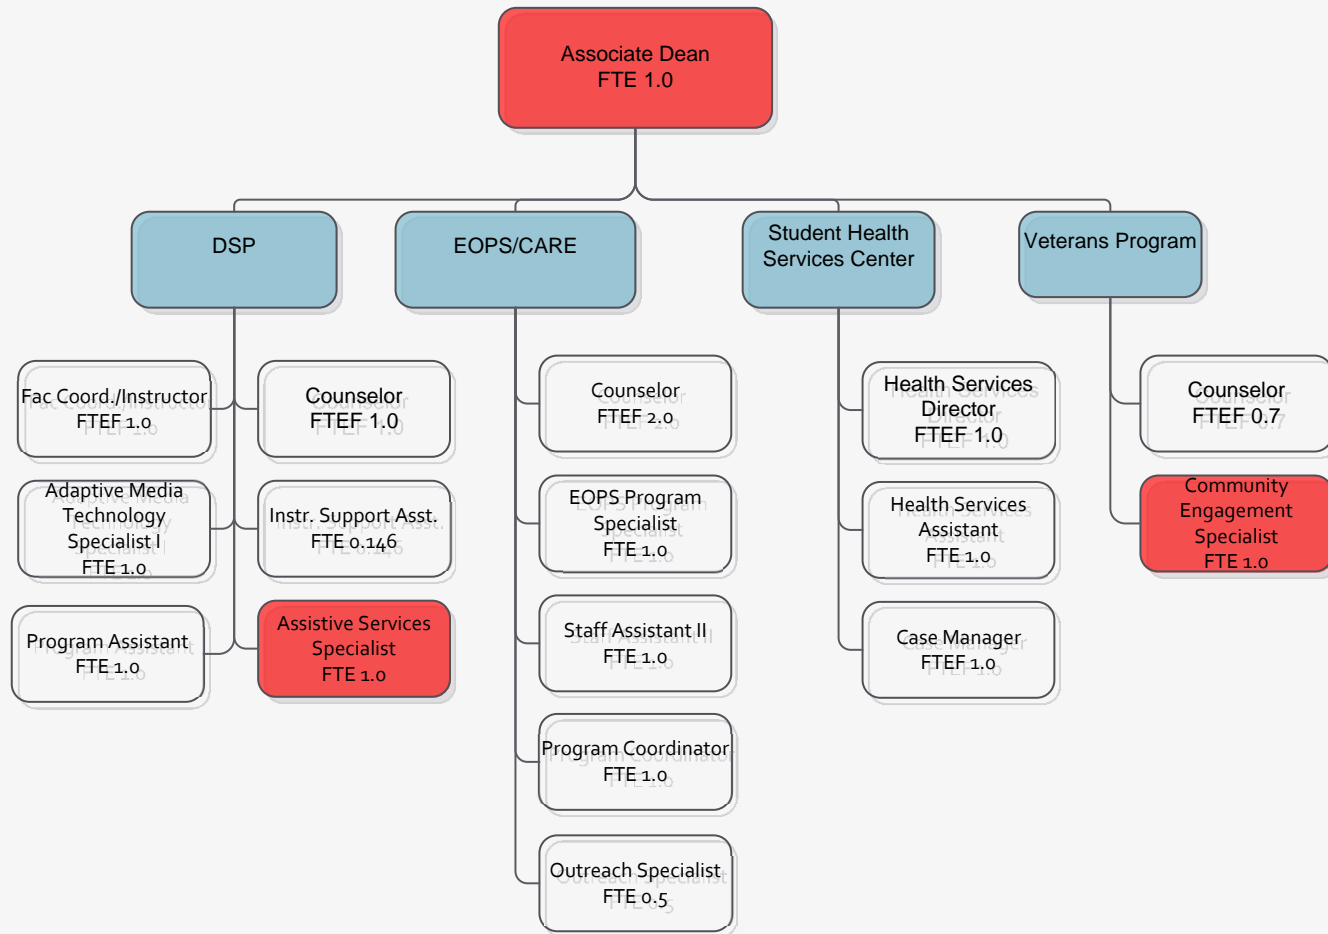 Associate Dean
FTE 1.0
DSP
EOPS/CARE
Student Health
Services Center
Veterans Program
Fac Coord./Instructor
FTEF 1.0
Counselor
FTEF 1.0
Adaptive Media
Technology
Specialist I
FTE 1.0
Instr. Support Asst.
FTE 0.146
Program Assistant
FTE 1.0
Assistive Services
Specialist
FTE 1.0
Counselor
FTEF 2.0
EOPS Program
Specialist
FTE 1.0
Staff Assistant II
FTE 1.0
Program Coordinator
FTE 1.0
Outreach Specialist
FTE 0.5
Health Services
Director
FTEF 1.0
Health Services
Assistant
FTE 1.0
Case Manager
FTEF 1.0
Counselor
FTEF 0.7
Community
Engagement
Specialist
FTE 1.0